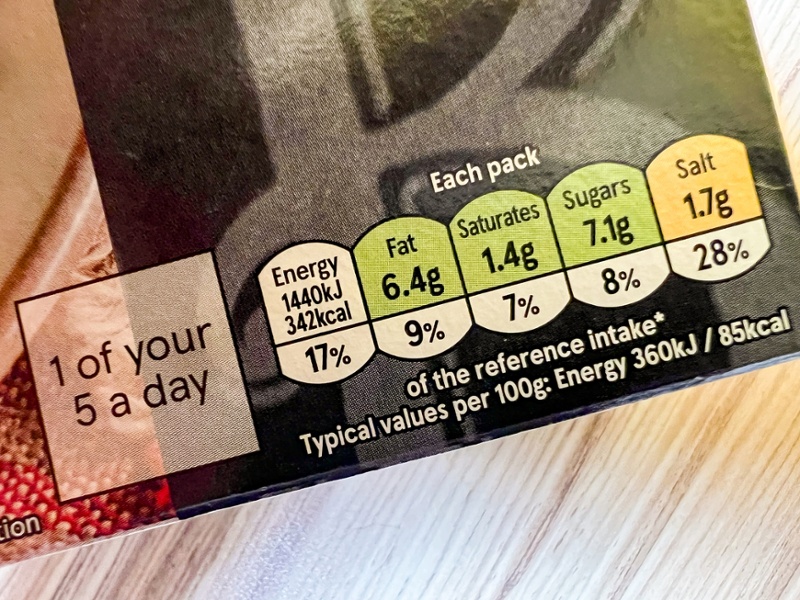 Each pack
Energy
1440kJ
342kcal
17%
Fat
6.4g
9%
Saturates
1.4g
7%
Sugars
7.1g
8%
Salt
1.7g
28%
of the reference intake*
Typical values per 100g: Energy 360kJ / 85kcal
1 of your
5 a day
tion